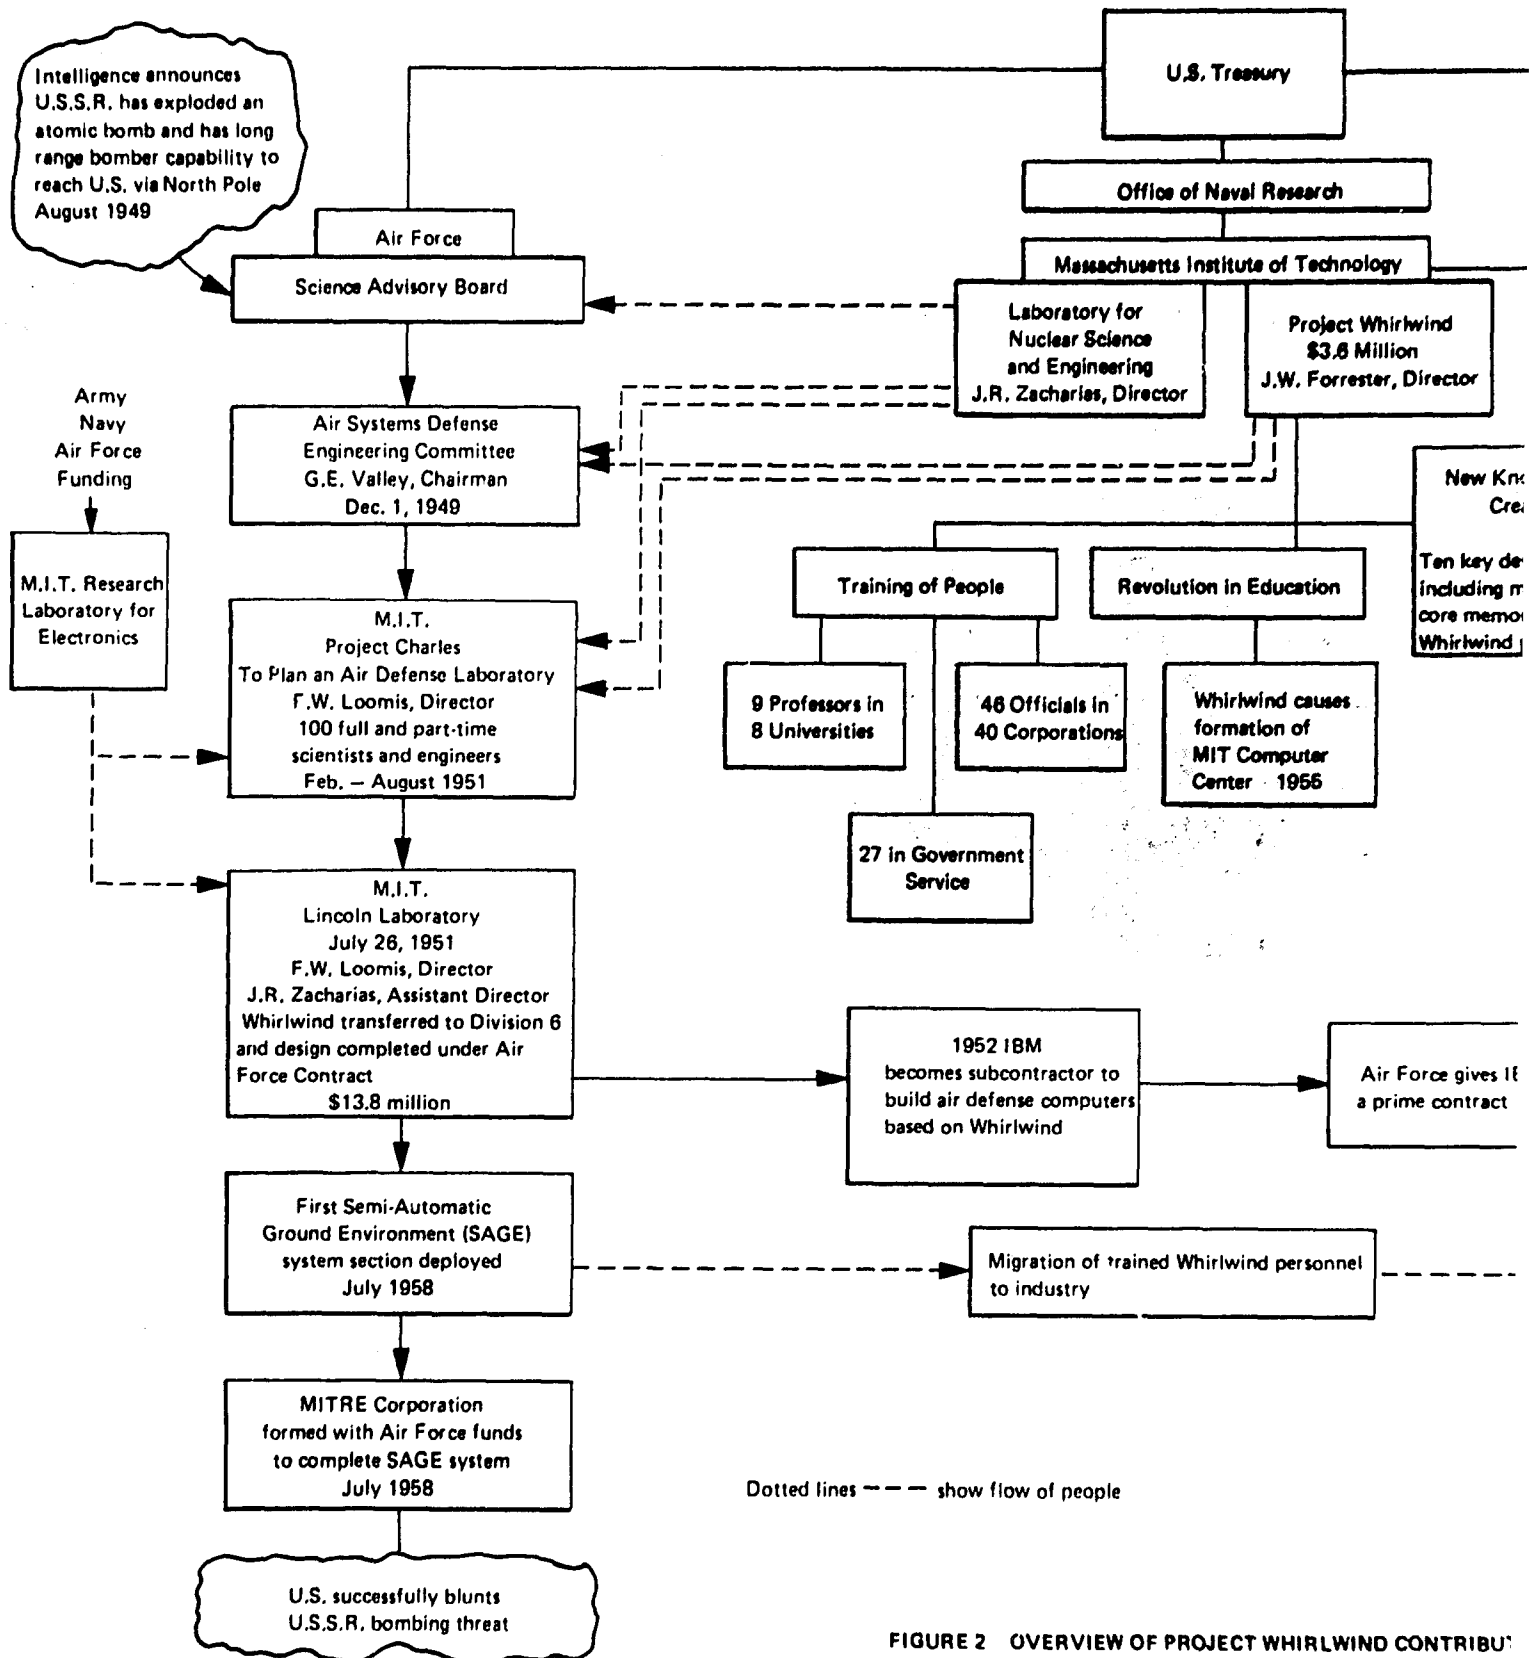 Intelligence announces
U.S.S.R. has exploded an
atomic bomb and has long
range bomber capability to
reach U.S. via North Pole
August 1949
U.S. Treasury
Office of Naval Research
Massachusetts Institute of Technology
Air Force
Science Advisory Board
Laboratory for
Nuclear Science
and Engineering
J.R. Zacharias, Director
Project Whirlwind
$3.6 Million
J.W. Forrester, Director
Army
Navy
Air Force
Funding
Air Systems Defense
Engineering Committee
G.E. Valley, Chairman
Dec. 1, 1949
New
Ten key
including
core
Whirlwind
M.I.T. Research
Laboratory for
Electronics
M.I.T.
Project Charles
To Plan an Air Defense Laboratory
F.W. Loomis, Director
100 full and part-time
scientists and engineers
Feb. – August 1951
Training of People
Revolution in Education
9 Professors in
8 Universities
46 Officials in
40 Corporations
Whirlwind causes
formation of
MIT Computer
Center 1956
27 in Government
Service
M.I.T.
Lincoln Laboratory
July 26, 1951
F.W. Loomis, Director
J.R. Zacharias, Assistant Director
Whirlwind transferred to Division 6
and design completed under Air
Force Contract
$13.8 million
1952 IBM
becomes subcontractor to
build air defense computers
based on Whirlwind
Air Force gives
a prime contract
First Semi-Automatic
Ground Environment (SAGE)
system section deployed
July 1958
Migration of trained Whirlwind personnel
to industry
MITRE Corporation
formed with Air Force funds
to complete SAGE system
July 1958
Dotted lines ---- show flow of people
U.S. successfully blunts
U.S.S.R. bombing threat
FIGURE 2 OVERVIEW OF PROJECT WHIRLWIND